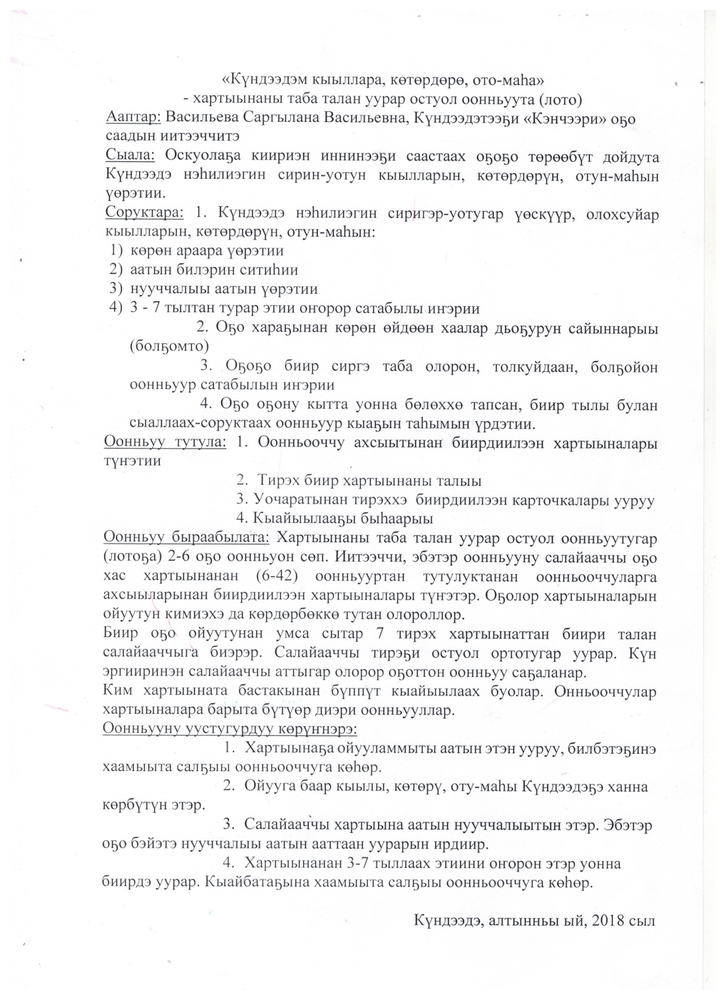 «Күндээдэм кыыллара, көтөрдөрө, ото-маһа»
- хартыынаны таба талан уурар остуол оонньуута (лото)
Ааптар: Васильева Саргылана Васильевна, Күндээдэтээҕи «Кэнчээри» оҕо
саадын иитээччитэ
Сыала: Оскуолаҕа киириэн иннинээҕи саастаах оҕоҕо төрөөбүт дойдута
Күндээдэ нэһилиэгин сирин-уотун кыылларын, көтөрдөрүн, отун-маһын
үөрэтии.
Соруктара: 1. Күндээдэ нэһилиэгин сиригэр-уотугар үөскүүр, олохсуйар
кыылларын, көтөрдөрүн, отун-маһын:
1) көрөн араара үөрэтии
2) аатын билэрин ситиһии
3) нууччалыы аатын үөрэтии
4) 3 - 7 тылтан турар этии оҥорор сатабылы иҥэрии
2. Оҕо хараҕынан көрөн өйдөөн хаалар дьоҕурун сайыннарыы
(болҕомто)
3. Оҕоҕо биир сиргэ таба олорон, толкуйдаан, болҕойон
оонньуур сатабылын иҥэрии
4. Оҕо оҕону кытта уонна бөлөххө тапсан, биир тылы булан
сыаллаах-соруктаах оонньуур кыаҕын таһымын үрдэтии.
Оонньуу тутула: 1. Оонньооччу ахсыытынан биирдиилээн хартыыналары
түҥэтии
2. Тирэх биир хартыынаны талыы
3. Уочаратынан тирэххэ биирдиилээн карточкалары ууруу
4. Кыайыылааҕы быһаарыы
Оонньуу быраабылата: Хартыынаны таба талан уурар остуол оонньуутугар
(лотоҕа) 2-6 оҕо оонньуон сөп. Иитээччи, эбэтэр оонньууну салайааччы оҕо
хас хартыынанан (6-42) оонньууртан тутулуктанан оонньооччуларга
ахсыыларынан биирдиилээн хартыыналары түҥэтэр. Оҕолор хартыыналарын
ойуутун кимиэхэ да көрдөрбөккө тутан олороллор.
Биир оҕо ойуутунан умса сытар 7 тирэх хартыынаттан биири талан
салайааччыга биэрэр. Салайааччы тирэҕи остуол ортотугар уурар. Күн
эргииринэн салайааччы аттыгар олорор оҕоттон оонньуу саҕаланар.
Ким хартыыната бастакынан бүппүт кыайыылаах буолар. Онньооччулар
хартыыналара барыта бүтүөр диэри оонньууллар.
Оонньууну уустугурдуу көрүҥнэрэ:
1. Хартыынаҕа ойууламмыты аатын этэн ууруу, билбэтэҕинэ
хаамыыта салҕыы оонньооччуга көһөр.
2. Ойууга баар кыылы, көтөрү, оту-маһы Күндээдэҕэ ханна
көрбүтүн этэр.
3. Салайааччы хартыына аатын нууччалыытын этэр. Эбэтэр
оҕо бэйэтэ нууччалыы аатын ааттаан уурарын ирдиир.
4. Хартыынанан 3-7 тыллаах этиини оҥорон этэр уонна
биирдэ уурар. Кыайбатаҕына хаамыыта салҕыы оонньооччуга көһөр.
Күндээдэ, алтынньы ый, 2018 сыл